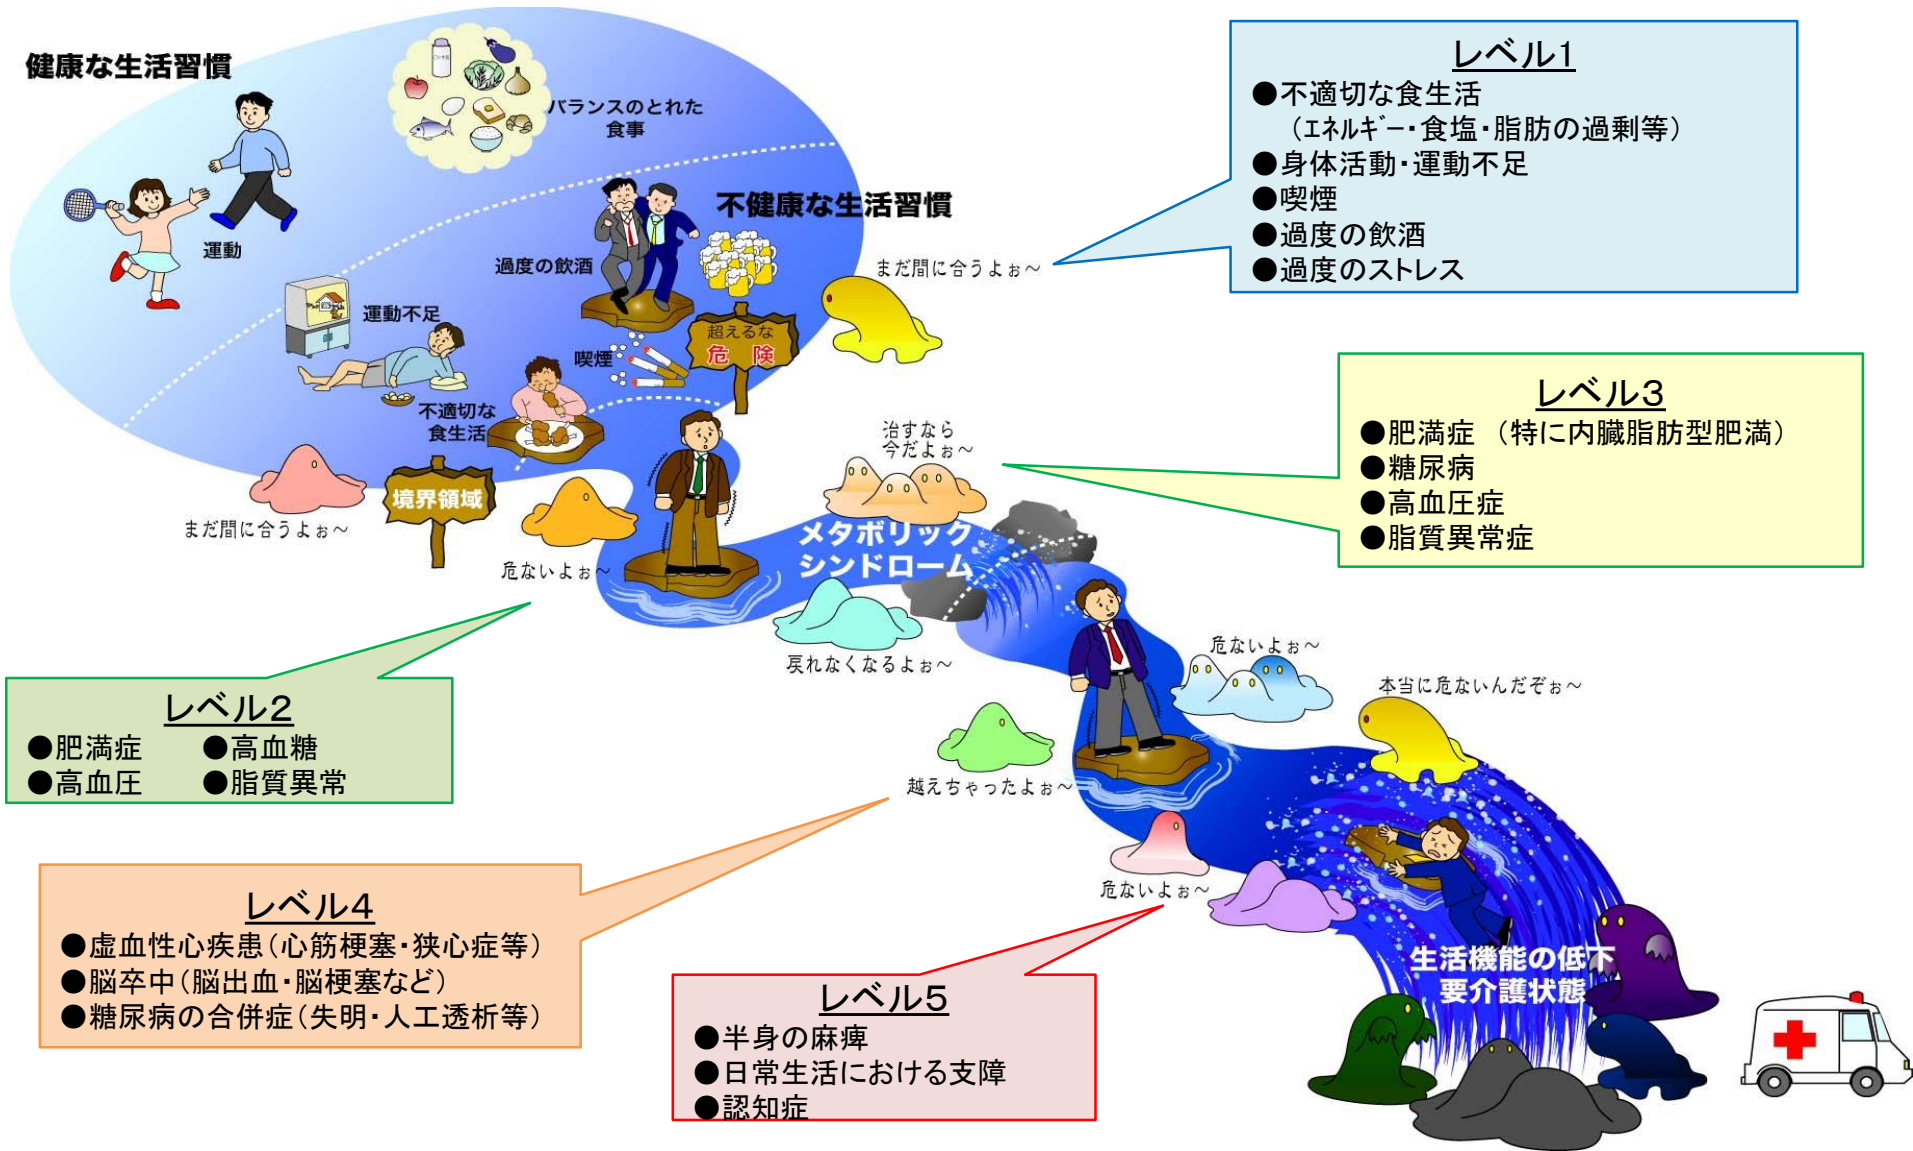 健康な生活習慣
バランスのとれた
食事
運動
不健康な生活習慣
過度の飲酒
運動不足
喫煙
超えるな
危 険
不適切な
食生活
まだ間に合うよぉ～
レベル1
●不適切な食生活
（ｴﾈﾙｷﾞｰ・食塩・脂肪の過剰等）
●身体活動・運動不足
●喫煙
●過度の飲酒
●過度のストレス
まだ間に合うよぉ～
境界領域
危ないよぉ～
レベル2
●肥満症 ●高血糖
●高血圧 ●脂質異常
治すなら
今だよぉ～
メタボリック
シンドローム
戻れなくなるよぉ～
レベル3
●肥満症 （特に内臓脂肪型肥満）
●糖尿病
●高血圧症
●脂質異常症
危ないよぉ～
越えちゃったよぉ～
レベル4
●虚血性心疾患（心筋梗塞・狭心症等）
●脳卒中（脳出血・脳梗塞など）
●糖尿病の合併症（失明・人工透析等）
本当に危ないんだぞぉ～
危ないよぉ～
レベル5
●半身の麻痺
●日常生活における支障
●認知症
生活機能の低下
要介護状態